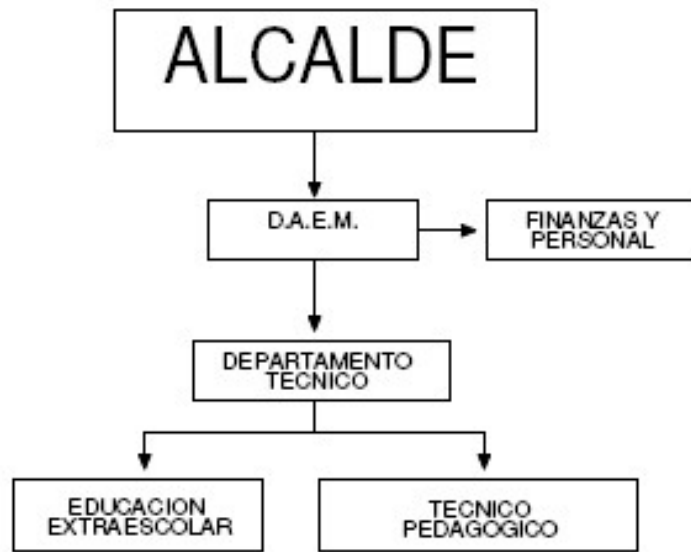 ALCALDE
D.A.E.M.
FINANZAS Y
PERSONAL
DEPARTAMENTO
TECNICO
EDUCACION
EXTRAESCOLAR
TECNICO
PEDAGOGICO